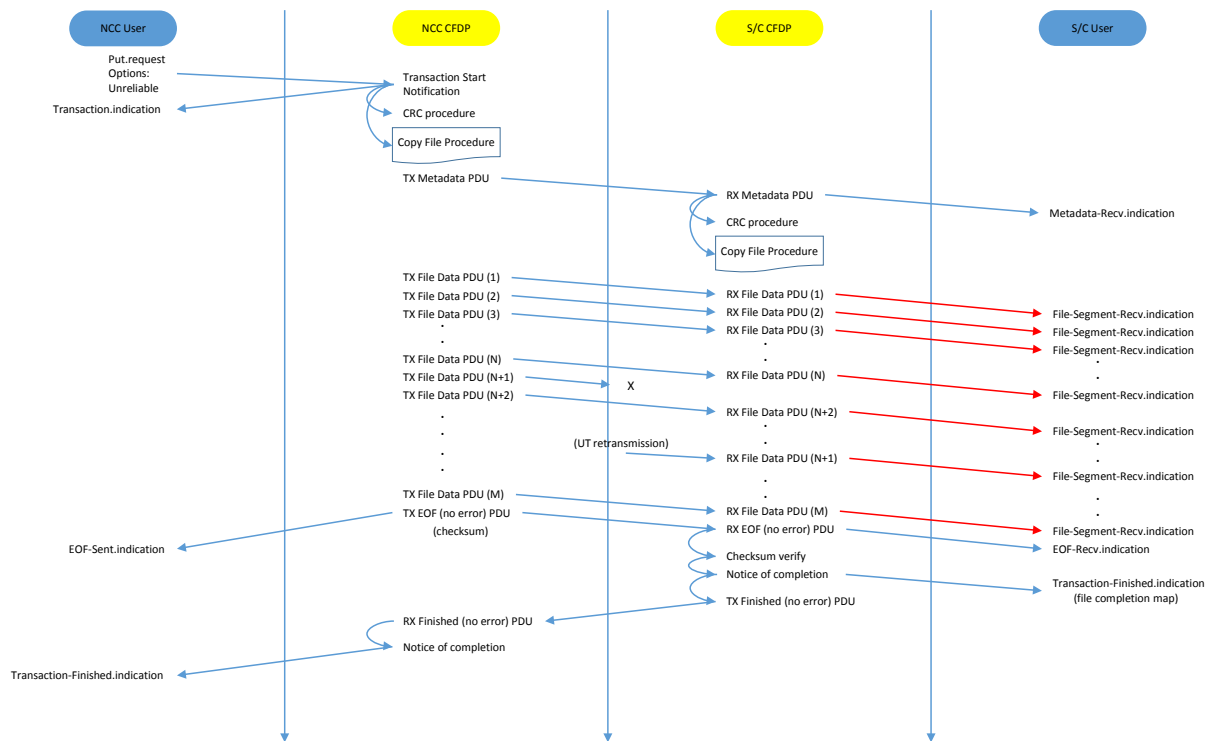 NCC User
NCC CFDP
S/C CFDP
S/C User
Put.request
Options:
Unreliable
Transaction Start
Notification
Transaction.indication
CRC procedure
Copy File Procedure
TX Metadata PDU
RX Metadata PDU
Metadata-Recv.indication
CRC procedure
Copy File Procedure
TX File Data PDU (1)
RX File Data PDU (1)
File-Segment-Recv.indication
TX File Data PDU (2)
RX File Data PDU (2)
File-Segment-Recv.indication
TX File Data PDU (3)
RX File Data PDU (3)
File-Segment-Recv.indication
.
.
.
.
.
.
TX File Data PDU (N)
RX File Data PDU (N)
File-Segment-Recv.indication
TX File Data PDU (N+1)
X
TX File Data PDU (N+2)
RX File Data PDU (N+2)
File-Segment-Recv.indication
.
.
.
.
.
.
.
.
(UT retransmission)
RX File Data PDU (N+1)
File-Segment-Recv.indication
.
.
.
.
TX File Data PDU (M)
RX File Data PDU (M)
File-Segment-Recv.indication
TX EOF (no error) PDU
(checksum)
RX EOF (no error) PDU
EOF-Sent.indication
EOF-Recv.indication
Checksum verify
Notice of completion
Transaction-Finished.indication
(file completion map)
TX Finished (no error) PDU
RX Finished (no error) PDU
Notice of completion
Transaction-Finished.indication